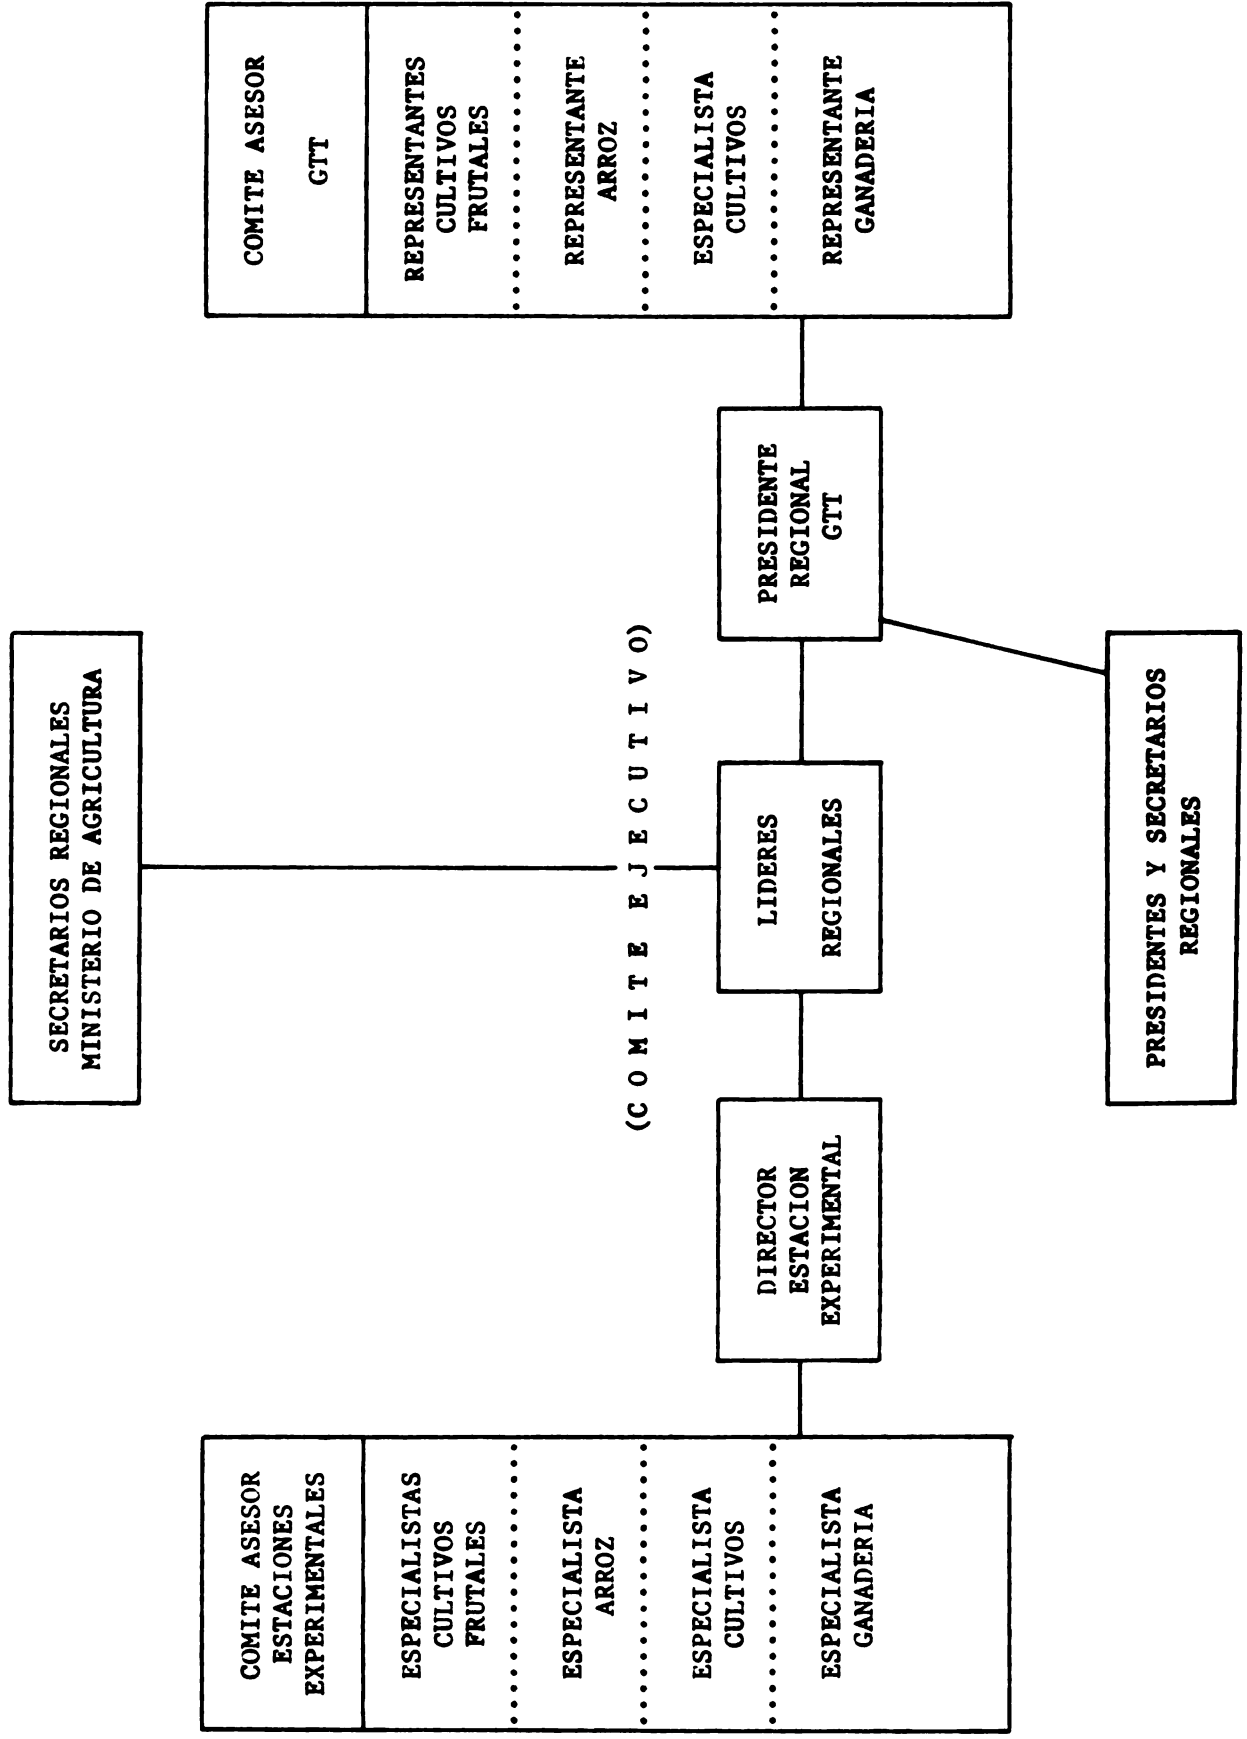 SECRETARIOS REGIONALES
MINISTERIO DE AGRICULTURA
COMITE ASESOR
ESTACIONES
EXPERIMENTALES
ESPECIALISTAS
CULTIVOS
FRUTALES
ESPECIALISTA
ARROZ
ESPECIALISTA
CULTIVOS
ESPECIALISTA
GANADERIA
(COMITE EJECUTIVO)
DIRECTOR
ESTACION
EXPERIMENTAL
LIDERES
REGIONALES
PRESIDENTE
REGIONAL
GTT
COMITE ASESOR
GTT
REPRESENTANTES
CULTIVOS
FRUTALES
REPRESENTANTE
ARROZ
ESPECIALISTA
CULTIVOS
REPRESENTANTE
GANADERIA
PRESIDENTES Y SECRETARIOS
REGIONALES